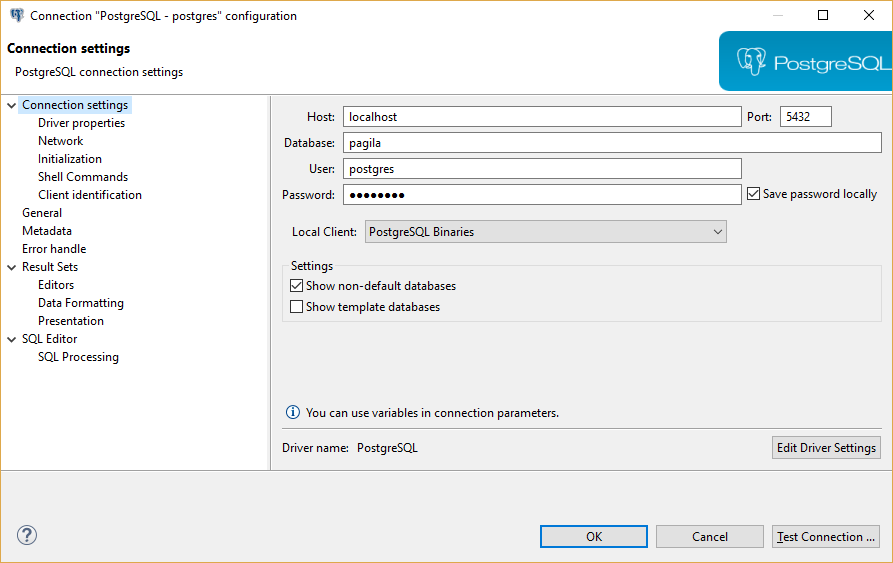 Connection "PostgreSQL - postgres" configuration
Connection settings
PostgreSQL connection settings
PostgreSQL
Connection settings
Driver properties
Network
Initialization
Shell Commands
Client identification
General
Metadata
Error handle
Result Sets
Editors
Data Formatting
Presentation
SQL Editor
SQL Processing
Host: localhost Port: 5432
Database: pagila
User: postgres
Password: ●●●●●●●● Save password locally
Local Client: PostgreSQL Binaries
Settings
Show non-default databases
Show template databases
You can use variables in connection parameters.
Driver name: PostgreSQL Edit Driver Settings
? OK Cancel Test Connection ...